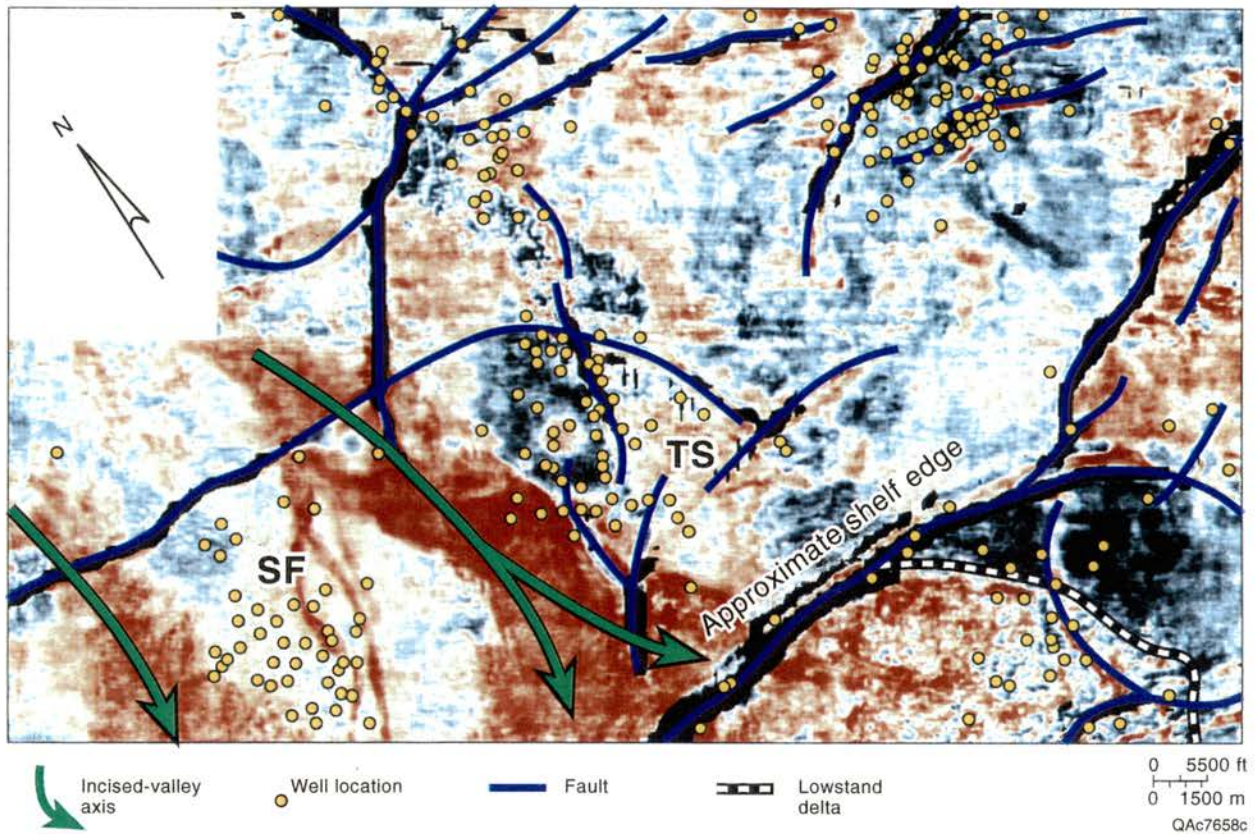 N
TS
SF
Approximate shelf edge
Incised-valley
axis
Well location
Fault
Lowstand
delta
0 5500 ft
0 1500 m
QAc7658c